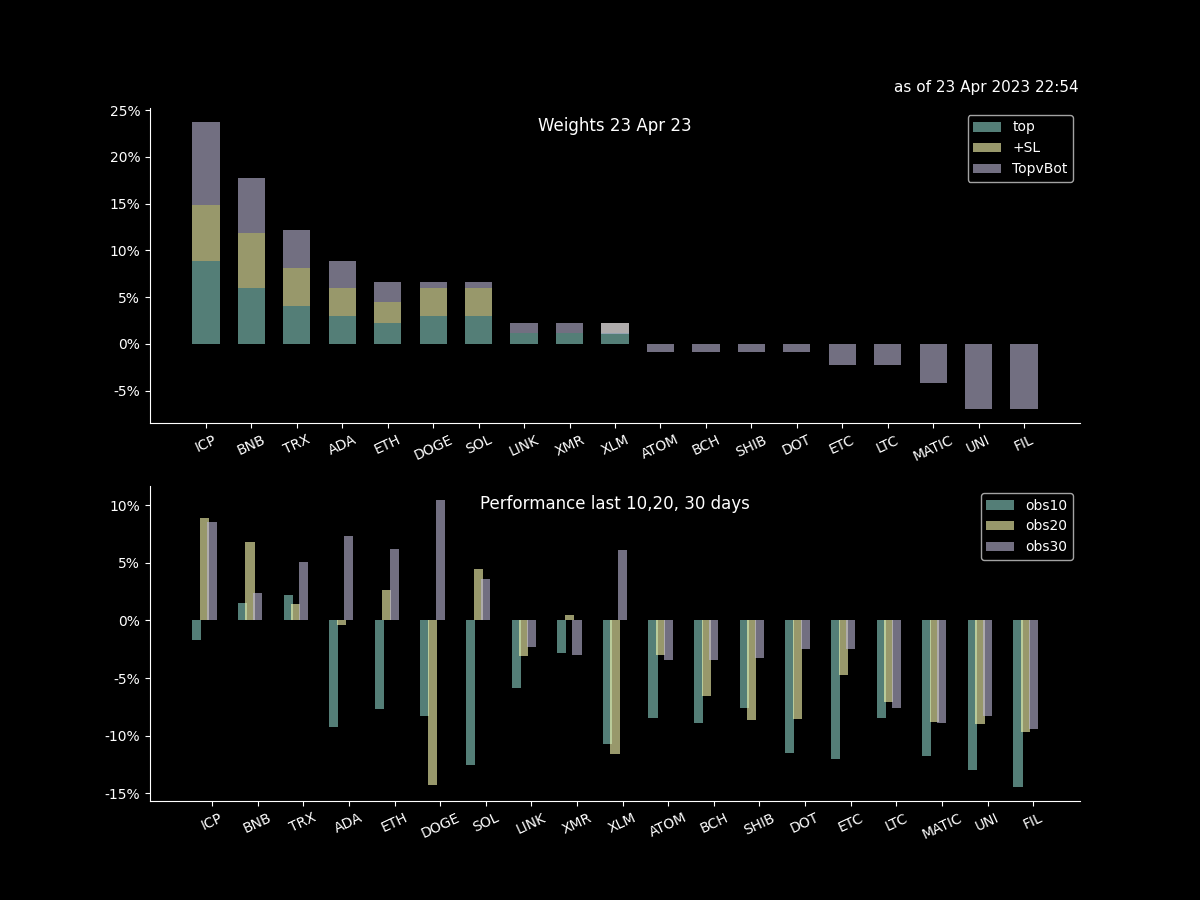 as of 23 Apr 2023 22:54
Weights 23 Apr 23
top
+SL
TopvBot
25%
20%
15%
10%
5%
0%
-5%
ICP BNB TRX ADA ETH DOGE SOL LINK XMR XLM ATOM BCH SHIB DOT ETC LTC MATIC UNI FIL
Performance last 10,20, 30 days
obs10
obs20
obs30
10%
5%
0%
-5%
-10%
-15%
ICP BNB TRX ADA ETH DOGE SOL LINK XMR XLM ATOM BCH SHIB DOT ETC LTC MATIC UNI FIL